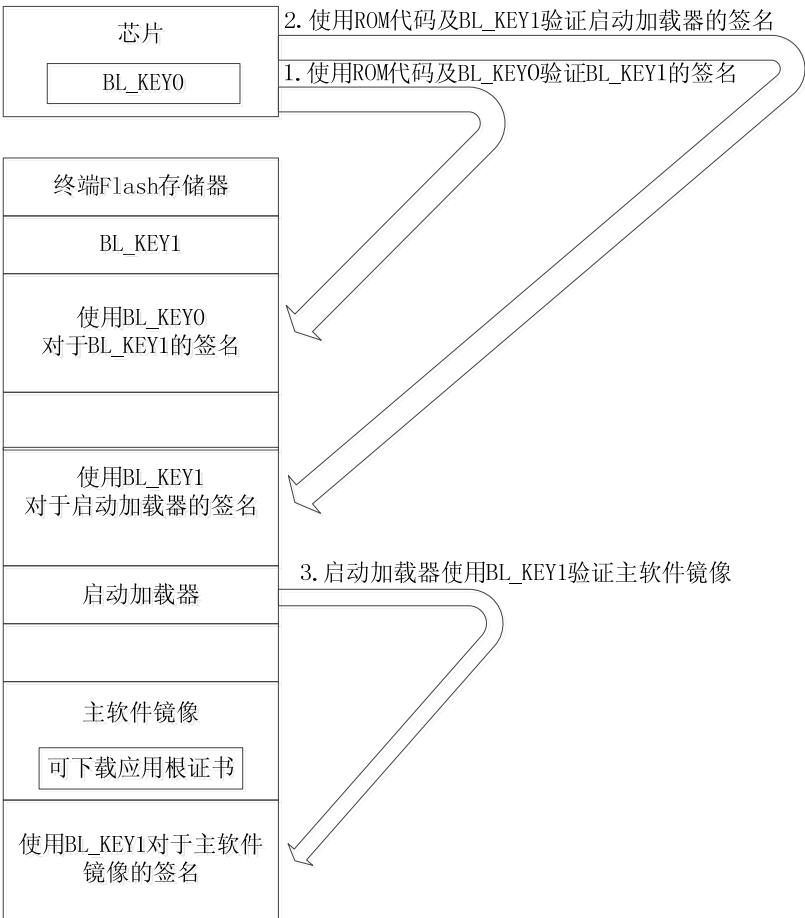 芯片
BL_KEY0
2.使用ROM代码及BL_KEY1验证启动加载器的签名
1.使用ROM代码及BL_KEY0验证BL_KEY1的签名
终端Flash存储器
BL_KEY1
使用BL_KEY0
对于BL_KEY1的签名
使用BL_KEY1
对于启动加载器的签名
启动加载器
3.启动加载器使用BL_KEY1验证主软件镜像
主软件镜像
可下载应用根证书
使用BL_KEY1对于主软件
镜像的签名